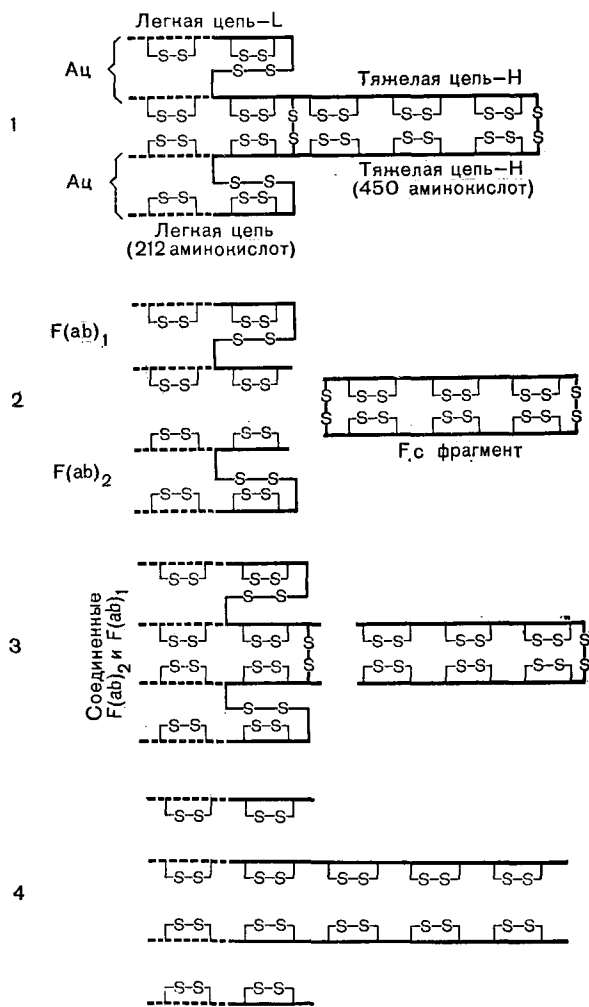 Легкая цепь–L
S–S S–S
Ац
S–S
Тяжелая цепь–H
S–S S–S S S–S S–S S–S S
1
S–S S–S S S–S S–S S–S S
Ац
S–S
Тяжелая цепь–H
(450 аминокислот)
S–S S–S
Легкая цепь
(212 аминокислот)
F(ab)₁
S–S S–S
S–S
S–S S–S
2
S S–S S–S S–S S
S–S S–S
S S–S S–S S–S S
Fc фрагмент
F(ab)₂
S–S
S–S S–S
Соединенные
F(ab)₂ и F(ab)₁
S–S S–S
S–S
3
S–S S–S S S–S S–S S–S S
S–S S–S S S–S S–S S–S S
S–S
S–S S–S
S–S S–S
4
S–S S–S S–S S–S S–S
S–S S–S S–S S–S S–S
S–S S–S